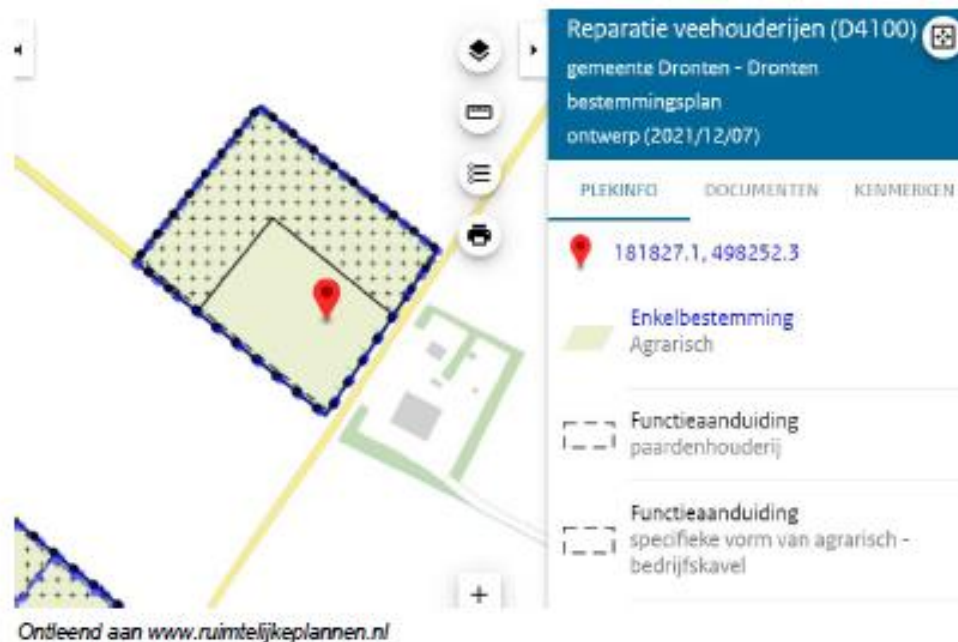 Reparatie veehouderijen (D4100)
gemeente Dronten - Dronten
bestemmingsplan
ontwerp (2021/12/07)
PLEKINFO DOCUMENTEN KENMERKEN
181827.1, 498252.3
Enkelbestemming
Agrarisch
Functieaanduiding
paardenhouderij
Functieaanduiding
specifieke vorm van agrarisch -
bedrijfskavel
+
Ontleend aan www.ruimtelijkeplannen.nl